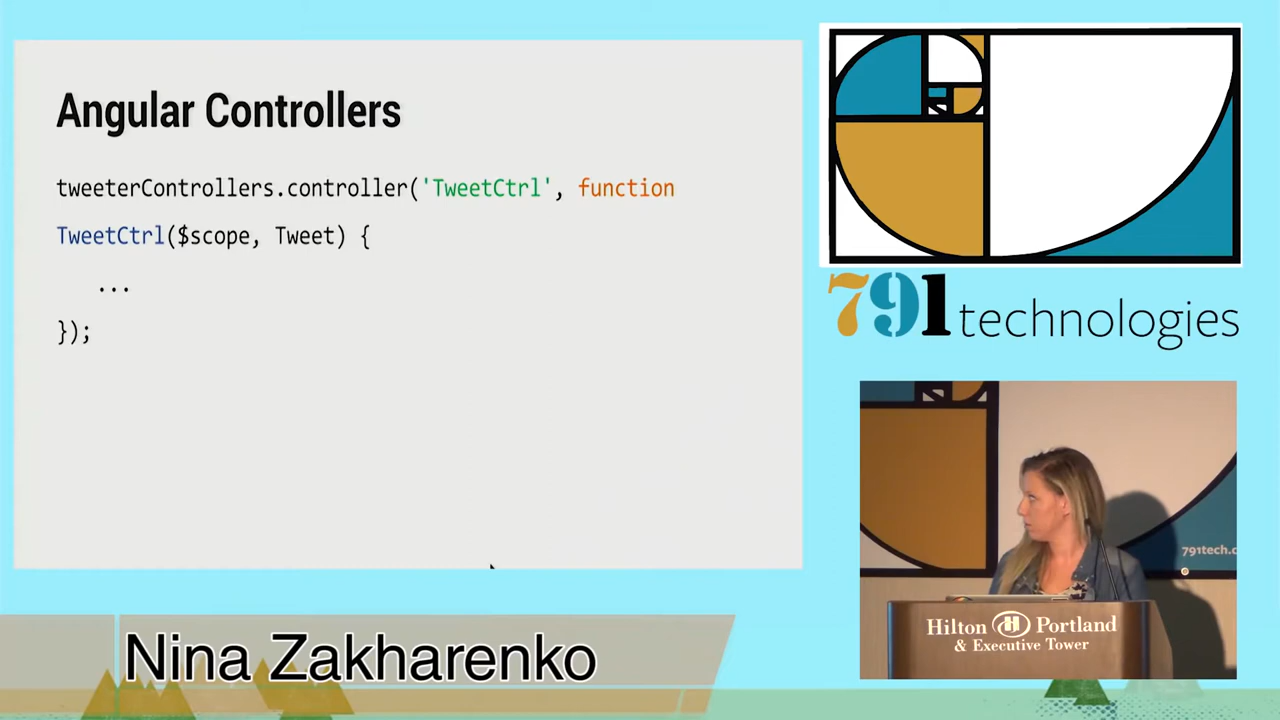 Angular Controllers
tweeterControllers.controller('TweetCtrl', function
TweetCtrl($scope, Tweet) {
...
});
791 technologies
791tech.c
Hilton H Portland
& Executive Tower
Nina Zakharenko